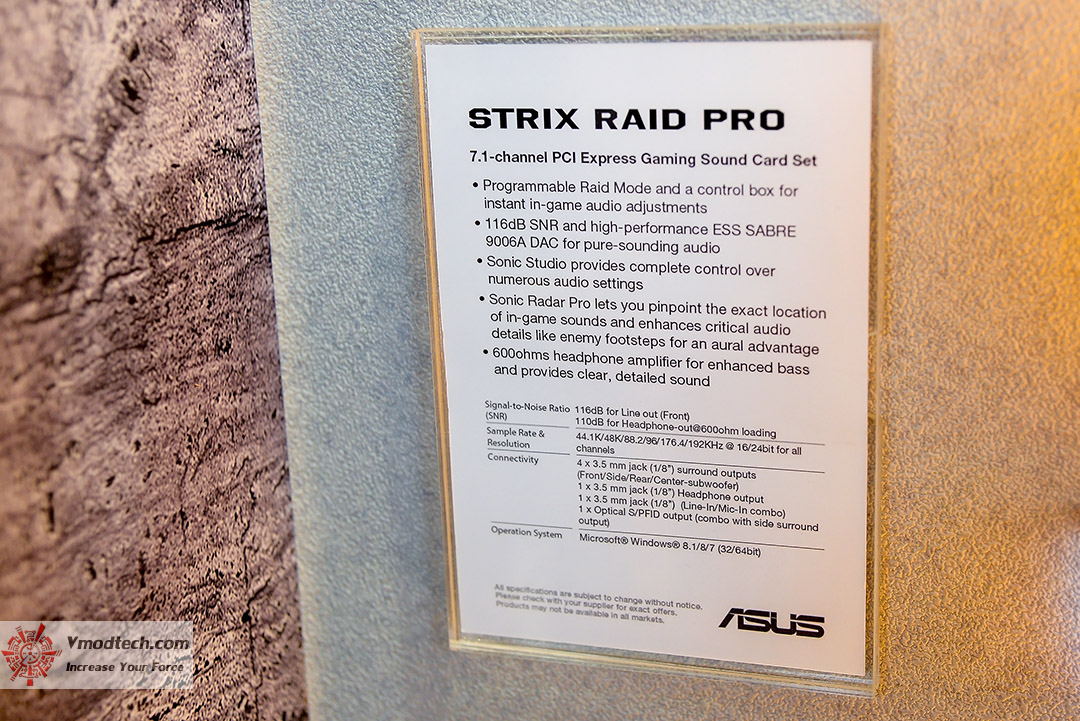 STRIX RAID PRO
7.1-channel PCI Express Gaming Sound Card Set
• Programmable Raid Mode and a control box for
instant in-game audio adjustments
• 116dB SNR and high-performance ESS SABRE
9006A DAC for pure-sounding audio
• Sonic Studio provides complete control over
numerous audio settings
• Sonic Radar Pro lets you pinpoint the exact location
of in-game sounds and enhances critical audio
details like enemy footsteps for an aural advantage
• 600ohms headphone amplifier for enhanced bass
and provides clear, detailed sound
Signal-to-Noise Ratio
(SNR)
116dB for Line out (Front)
110dB for Headphone-out@600ohm loading
Sample Rate &
Resolution
44.1K/48K/88.2/96/176.4/192KHz @ 16/24bit for all
channels
Connectivity
4 x 3.5 mm jack (1/8") surround outputs
(Front/Side/Rear/Center-subwoofer)
1 x 3.5 mm jack (1/8") Headphone output
1 x 3.5 mm jack (1/8") (Line-In/Mic-In combo)
1 x Optical S/PFID output (combo with side surround
output)
Operation System
Microsoft® Windows® 8.1/8/7 (32/64bit)
All specifications are subject to change without notice.
Please check with your supplier for exact offers.
Products may not be available in all markets.
ASUS
Vmodtech.com
Increase Your Force